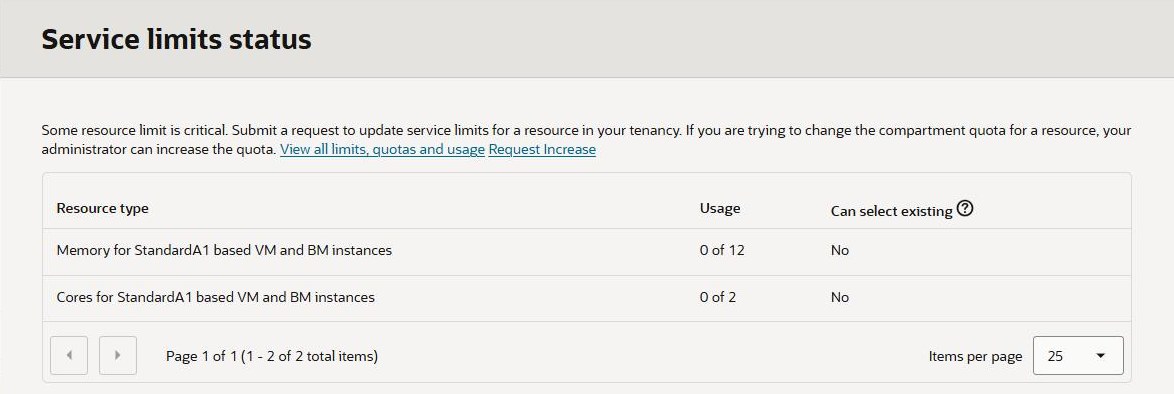 Service limits status
Some resource limit is critical. Submit a request to update service limits for a resource in your tenancy. If you are trying to change the compartment quota for a resource, your
administrator can increase the quota. View all limits, quotas and usage Request Increase
Resource type Usage Can select existing ?
Memory for StandardA1 based VM and BM instances 0 of 12 No
Cores for StandardA1 based VM and BM instances 0 of 2 No
Page 1 of 1 (1 - 2 of 2 total items) Items per page 25